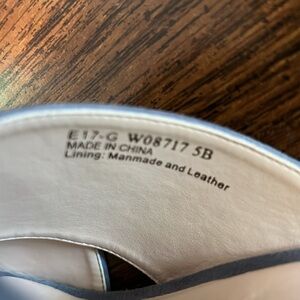 E17-G W08717 5B
MADE IN CHINA
Lining: Manmade and Leather